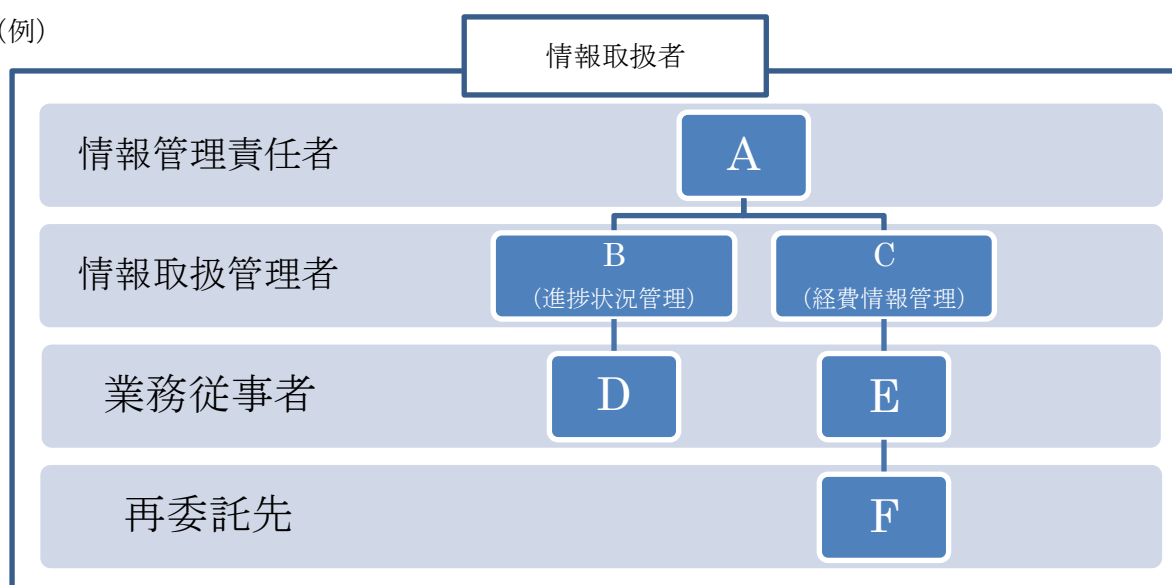 (例)
情報取扱者
情報管理責任者
A
情報取扱管理者
B
(進捗状況管理)
C
(経費情報管理)
業務従事者
D
E
再委託先
F